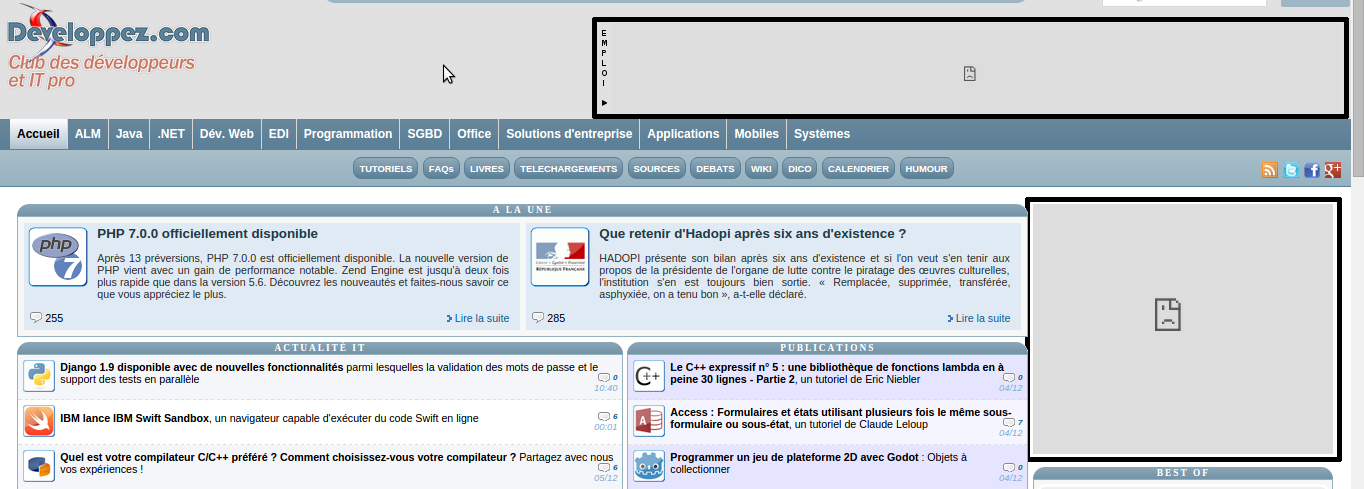 Developpez.com
Club des développeurs
et IT pro
EMPLOI
Accueil ALM Java .NET Dév. Web EDI Programmation SGBD Office Solutions d'entreprise Applications Mobiles Systèmes
TUTORIELS FAQs LIVRES TELECHARGEMENTS SOURCES DEBATS WIKI DICO CALENDRIER HUMOUR
A LA UNE
php 7
PHP 7.0.0 officiellement disponible
Après 13 préversions, PHP 7.0.0 est officiellement disponible. La nouvelle version de
PHP vient avec un gain de performance notable. Zend Engine est jusqu'à deux fois
plus rapide que dans la version 5.6. Découvrez les nouveautés et faites-nous savoir ce
que vous appréciez le plus.
255
Lire la suite
RÉPUBLIQUE FRANÇAISE
Que retenir d'Hadopi après six ans d'existence ?
HADOPI présente son bilan après six ans d'existence et si l'on veut s'en tenir aux
propos de la présidente de l'organe de lutte contre le piratage des œuvres culturelles,
l'institution s'en est toujours bien sortie. « Remplacée, supprimée, transférée,
asphyxiée, on a tenu bon », a-t-elle déclaré.
285
Lire la suite
ACTUALITÉ IT
Django 1.9 disponible avec de nouvelles fonctionnalités parmi lesquelles la validation des mots de passe et le
support des tests en parallèle
0
10:40
IBM lance IBM Swift Sandbox, un navigateur capable d'exécuter du code Swift en ligne
6
00:01
Quel est votre compilateur C/C++ préféré ? Comment choisissez-vous votre compilateur ? Partagez avec nous
vos expériences !
6
05/12
PUBLICATIONS
C++
Le C++ expressif n° 5 : une bibliothèque de fonctions lambda en à
peine 30 lignes - Partie 2, un tutoriel de Eric Niebler
0
04/12
Access : Formulaires et états utilisant plusieurs fois le même sous-
formulaire ou sous-état, un tutoriel de Claude Leloup
7
04/12
Programmer un jeu de plateforme 2D avec Godot : Objets à
collectionner
0
04/12
BEST OF